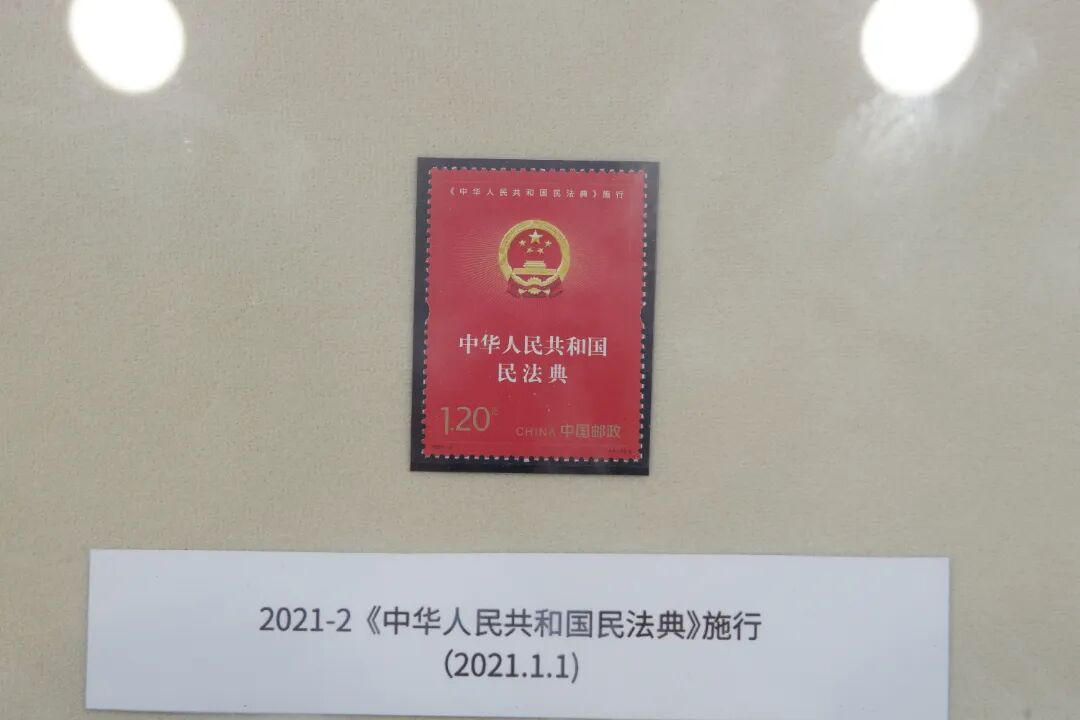 《中华人民共和国民法典》施行
中华人民共和国
民法典
1.20元
CHINA 中国邮政
2021-2《中华人民共和国民法典》施行
(2021.1.1)